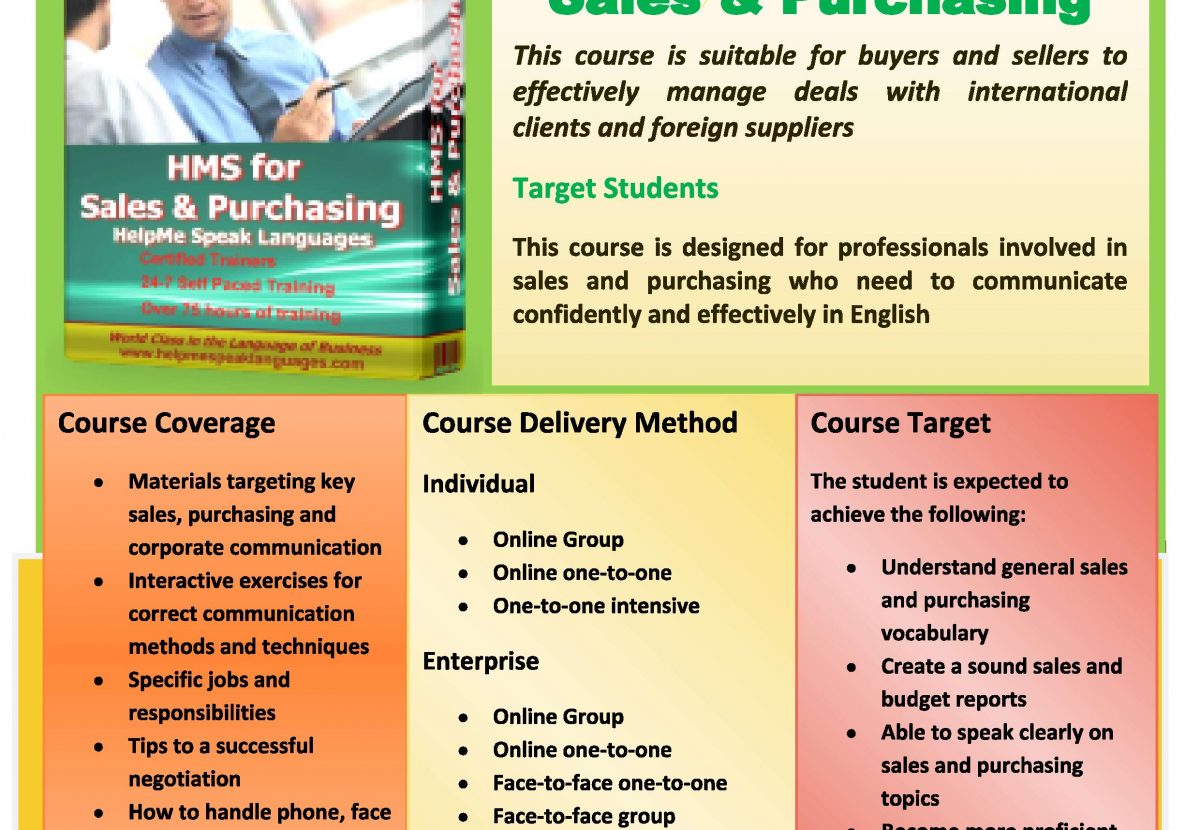 Sales & Purchasing
This course is suitable for buyers and sellers to
effectively manage deals with international
clients and foreign suppliers
Target Students
This course is designed for professionals involved in
sales and purchasing who need to communicate
confidently and effectively in English
HMS for
Sales & Purchasing
HelpMe Speak Languages
Certified Trainers
24-7 Self Paced Training
Over 75 hours of training
World Class in the Language of Business
www.helpmespeaklanguages.com
HMS for
Sales & Purchasing
Course Coverage
• Materials targeting key
sales, purchasing and
corporate communication
• Interactive exercises for
correct communication
methods and techniques
• Specific jobs and
responsibilities
• Tips to a successful
negotiation
• How to handle phone, face
Course Delivery Method
Individual
• Online Group
• Online one-to-one
• One-to-one intensive
Enterprise
• Online Group
• Online one-to-one
• Face-to-face one-to-one
• Face-to-face group
Course Target
The student is expected to
achieve the following:
• Understand general sales
and purchasing
vocabulary
• Create a sound sales and
budget reports
• Able to speak clearly on
sales and purchasing
topics
• Become more proficient